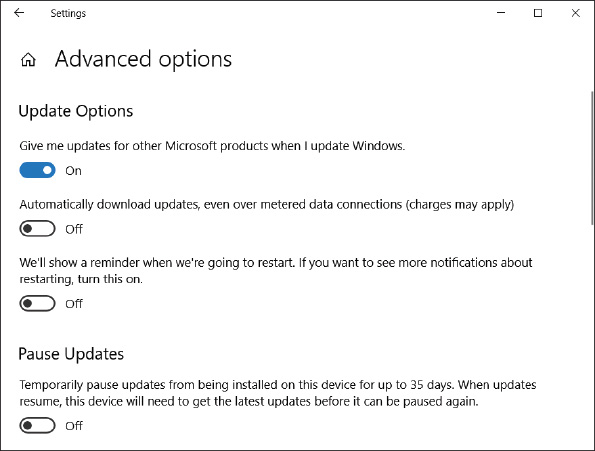 Settings
Advanced options
Update Options
Give me updates for other Microsoft products when I update Windows.
On
Automatically download updates, even over metered data connections (charges may apply)
Off
We'll show a reminder when we're going to restart. If you want to see more notifications about
restarting, turn this on.
Off
Pause Updates
Temporarily pause updates from being installed on this device for up to 35 days. When updates
resume, this device will need to get the latest updates before it can be paused again.
Off